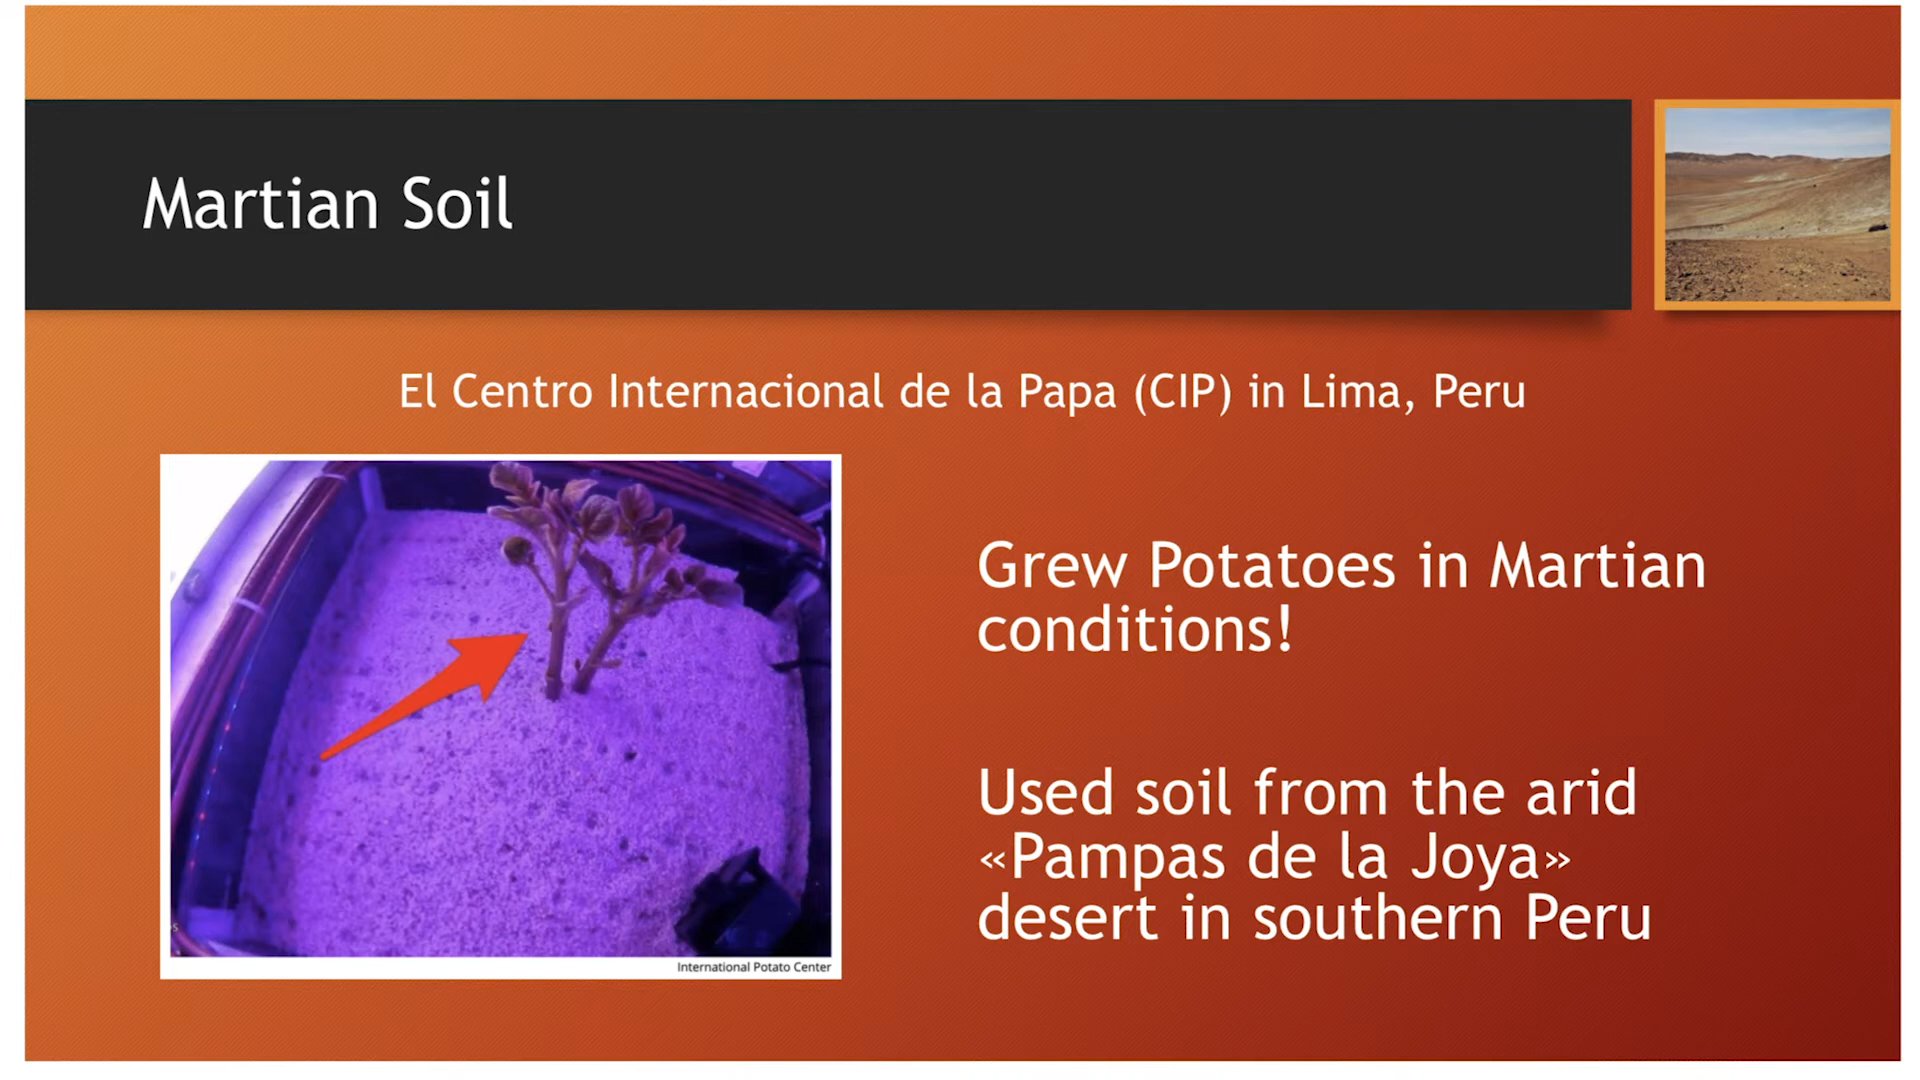 Martian Soil
El Centro Internacional de la Papa (CIP) in Lima, Peru
Grew Potatoes in Martian
conditions!
Used soil from the arid
«Pampas de la Joya»
desert in southern Peru
International Potato Center